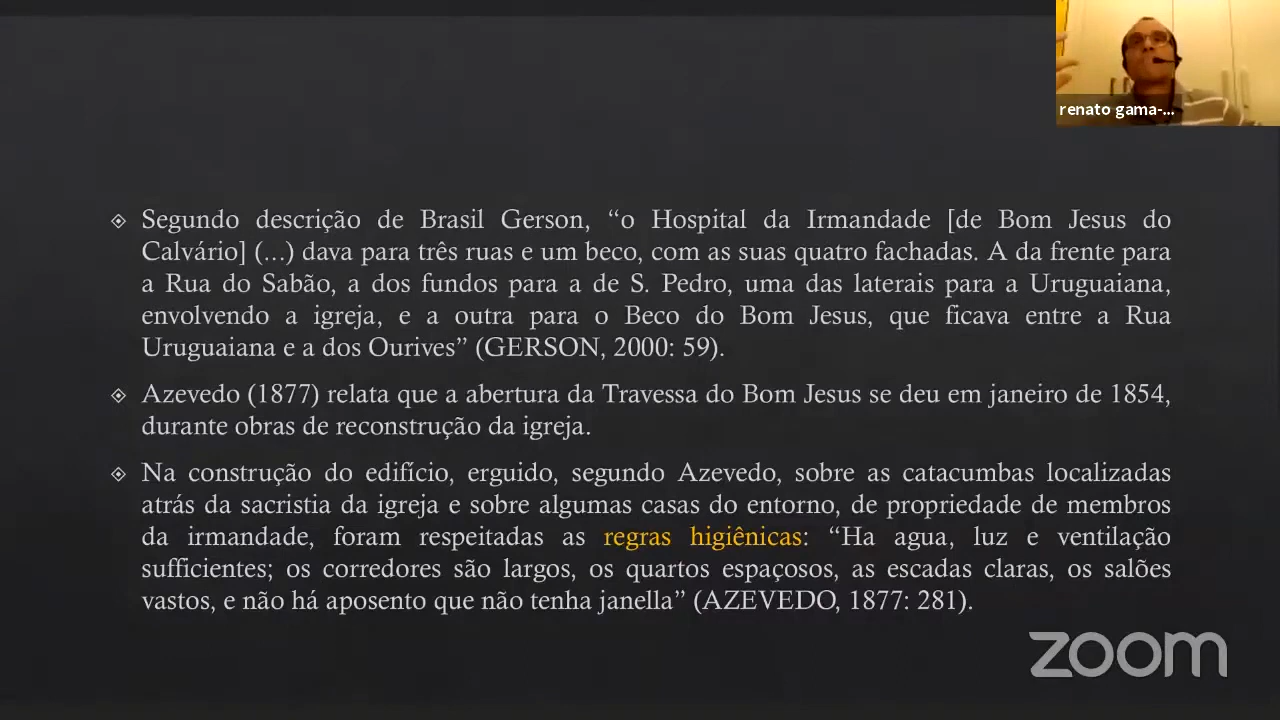 renato gama-...
Segundo descrição de Brasil Gerson, “o Hospital da Irmandade [de Bom Jesus do
Calvário] (...) dava para três ruas e um beco, com as suas quatro fachadas. A da frente para
a Rua do Sabão, a dos fundos para a de S. Pedro, uma das laterais para a Uruguaiana,
envolvendo a igreja, e a outra para o Beco do Bom Jesus, que ficava entre a Rua
Uruguaiana e a dos Ourives” (GERSON, 2000: 59).
Azevedo (1877) relata que a abertura da Travessa do Bom Jesus se deu em janeiro de 1854,
durante obras de reconstrução da igreja.
Na construção do edifício, erguido, segundo Azevedo, sobre as catacumbas localizadas
atrás da sacristia da igreja e sobre algumas casas do entorno, de propriedade de membros
da irmandade, foram respeitadas as regras higiênicas: “Ha agua, luz e ventilação
sufficientes; os corredores são largos, os quartos espaçosos, as escadas claras, os salões
vastos, e não há aposento que não tenha janella” (AZEVEDO, 1877: 281).
zoom